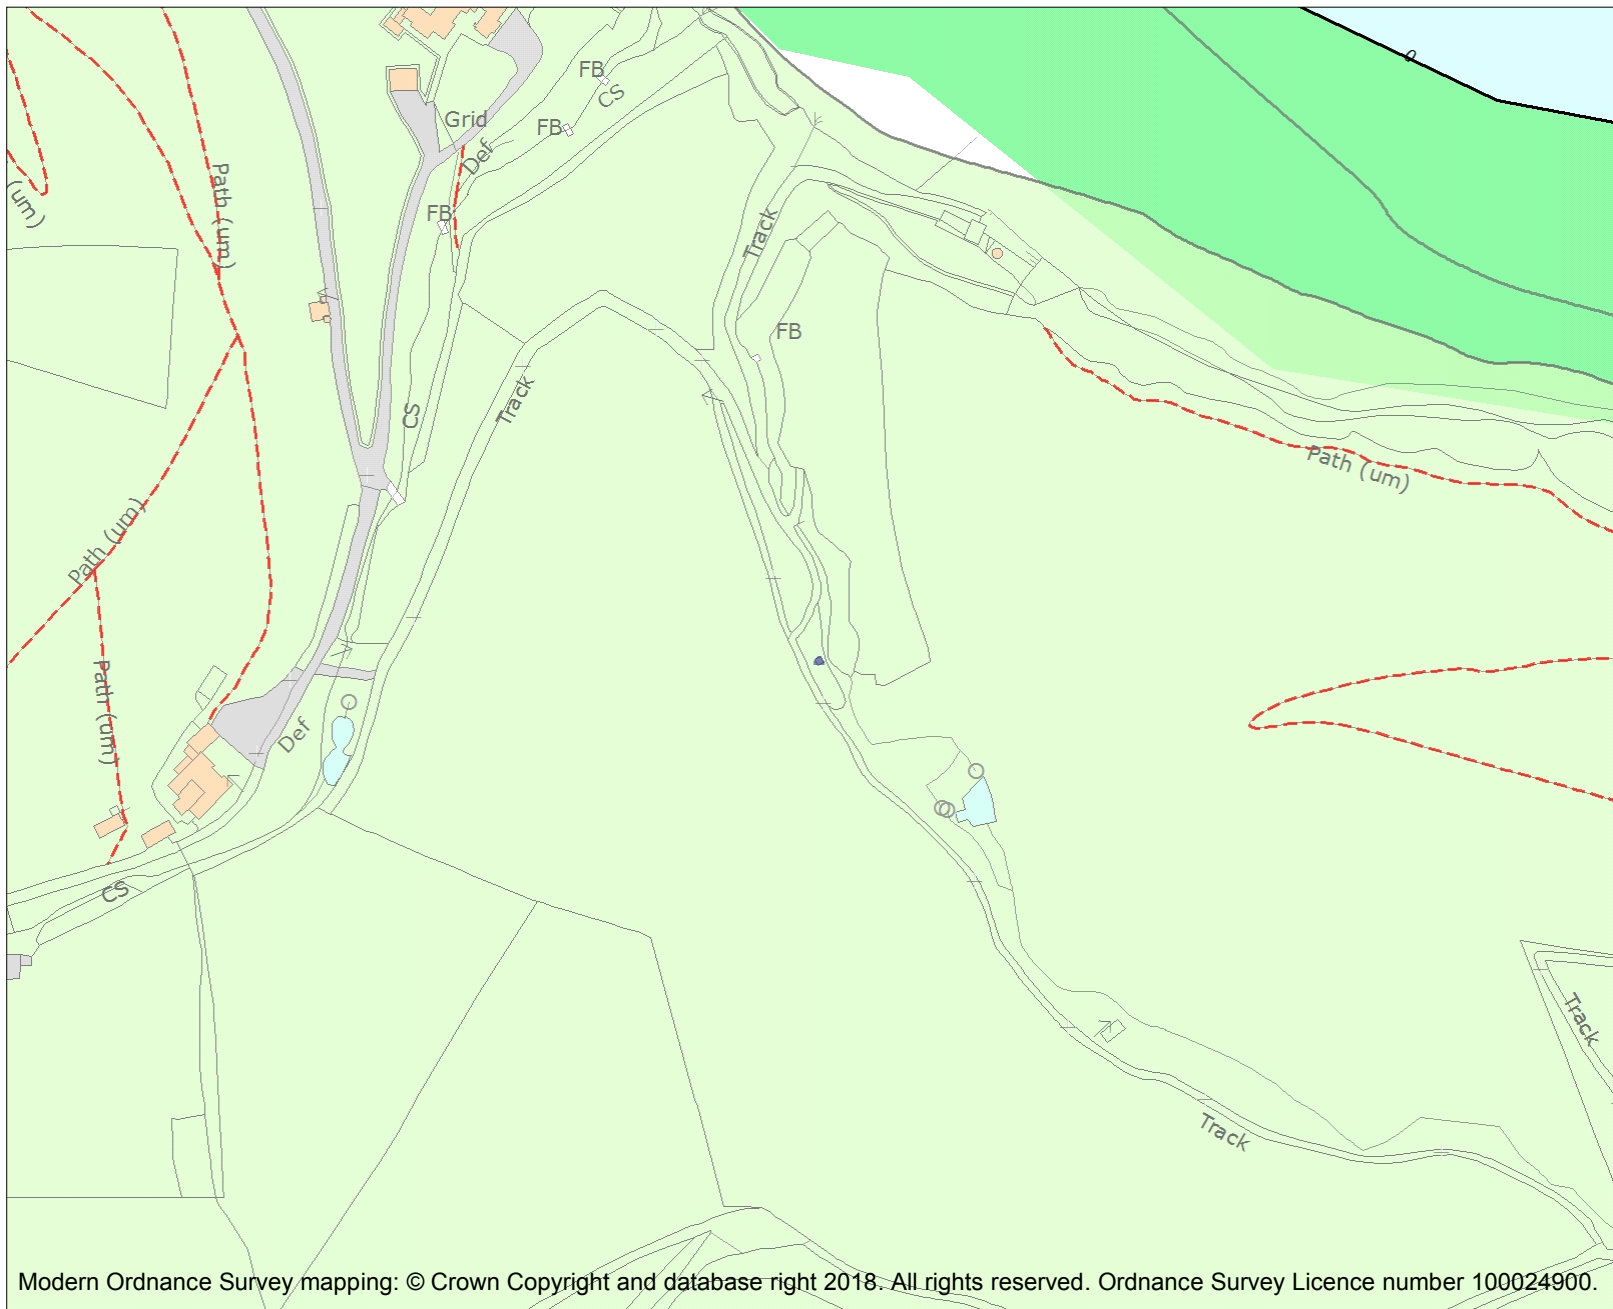 0
FB
CS
Grid
FB
Def
Path (um)
(um)
FB
Track
FB
Track
CS
Path (um)
Path (um)
Path (um)
Def
CS
Track
Track
Modern Ordnance Survey mapping: © Crown Copyright and database right 2018. All rights reserved. Ordnance Survey Licence number 100024900.